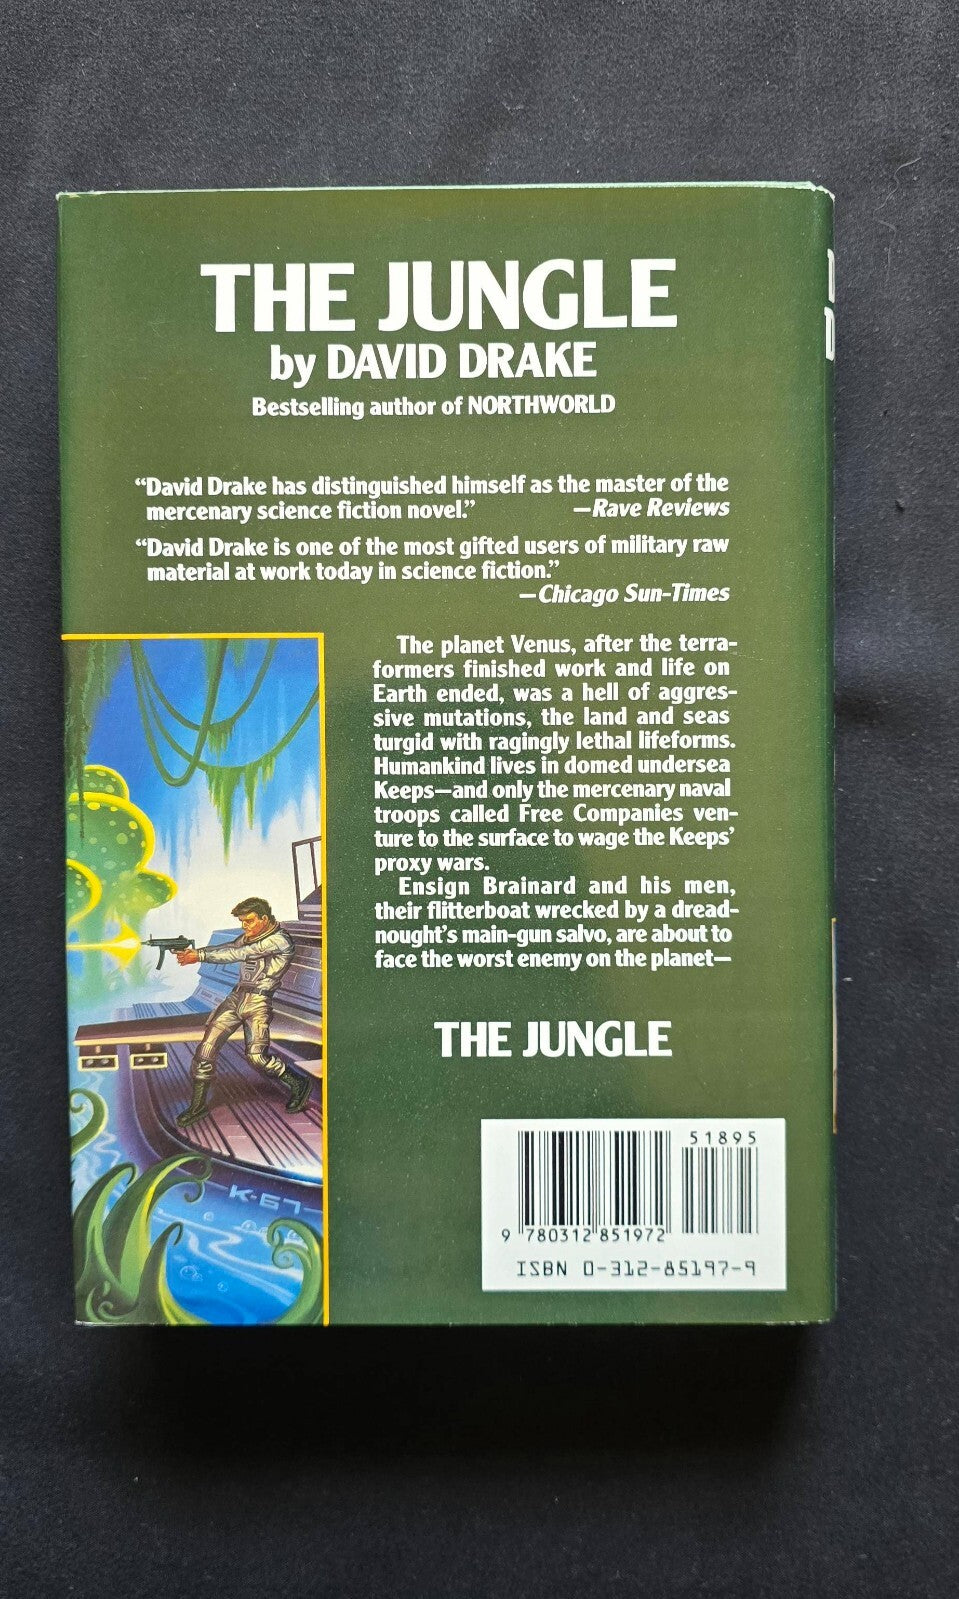 THE JUNGLE
by DAVID DRAKE
Bestselling author of NORTHWORLD
“David Drake has distinguished himself as the master of the
mercenary science fiction novel.” —Rave Reviews
“David Drake is one of the most gifted users of military raw
material at work today in science fiction.”
—Chicago Sun-Times
The planet Venus, after the terra-
formers finished work and life on
Earth ended, was a hell of aggres-
sive mutations, the land and seas
turgid with ragingly lethal lifeforms.
Humankind lives in domed undersea
Keeps—and only the mercenary naval
troops called Free Companies ven-
ture to the surface to wage the Keeps’
proxy wars.
Ensign Brainard and his men,
their flitterboat wrecked by a dread-
nought’s main-gun salvo, are about to
face the worst enemy on the planet—
THE JUNGLE
K-67
51895
9 780312 851972
ISBN 0-312-85197-9